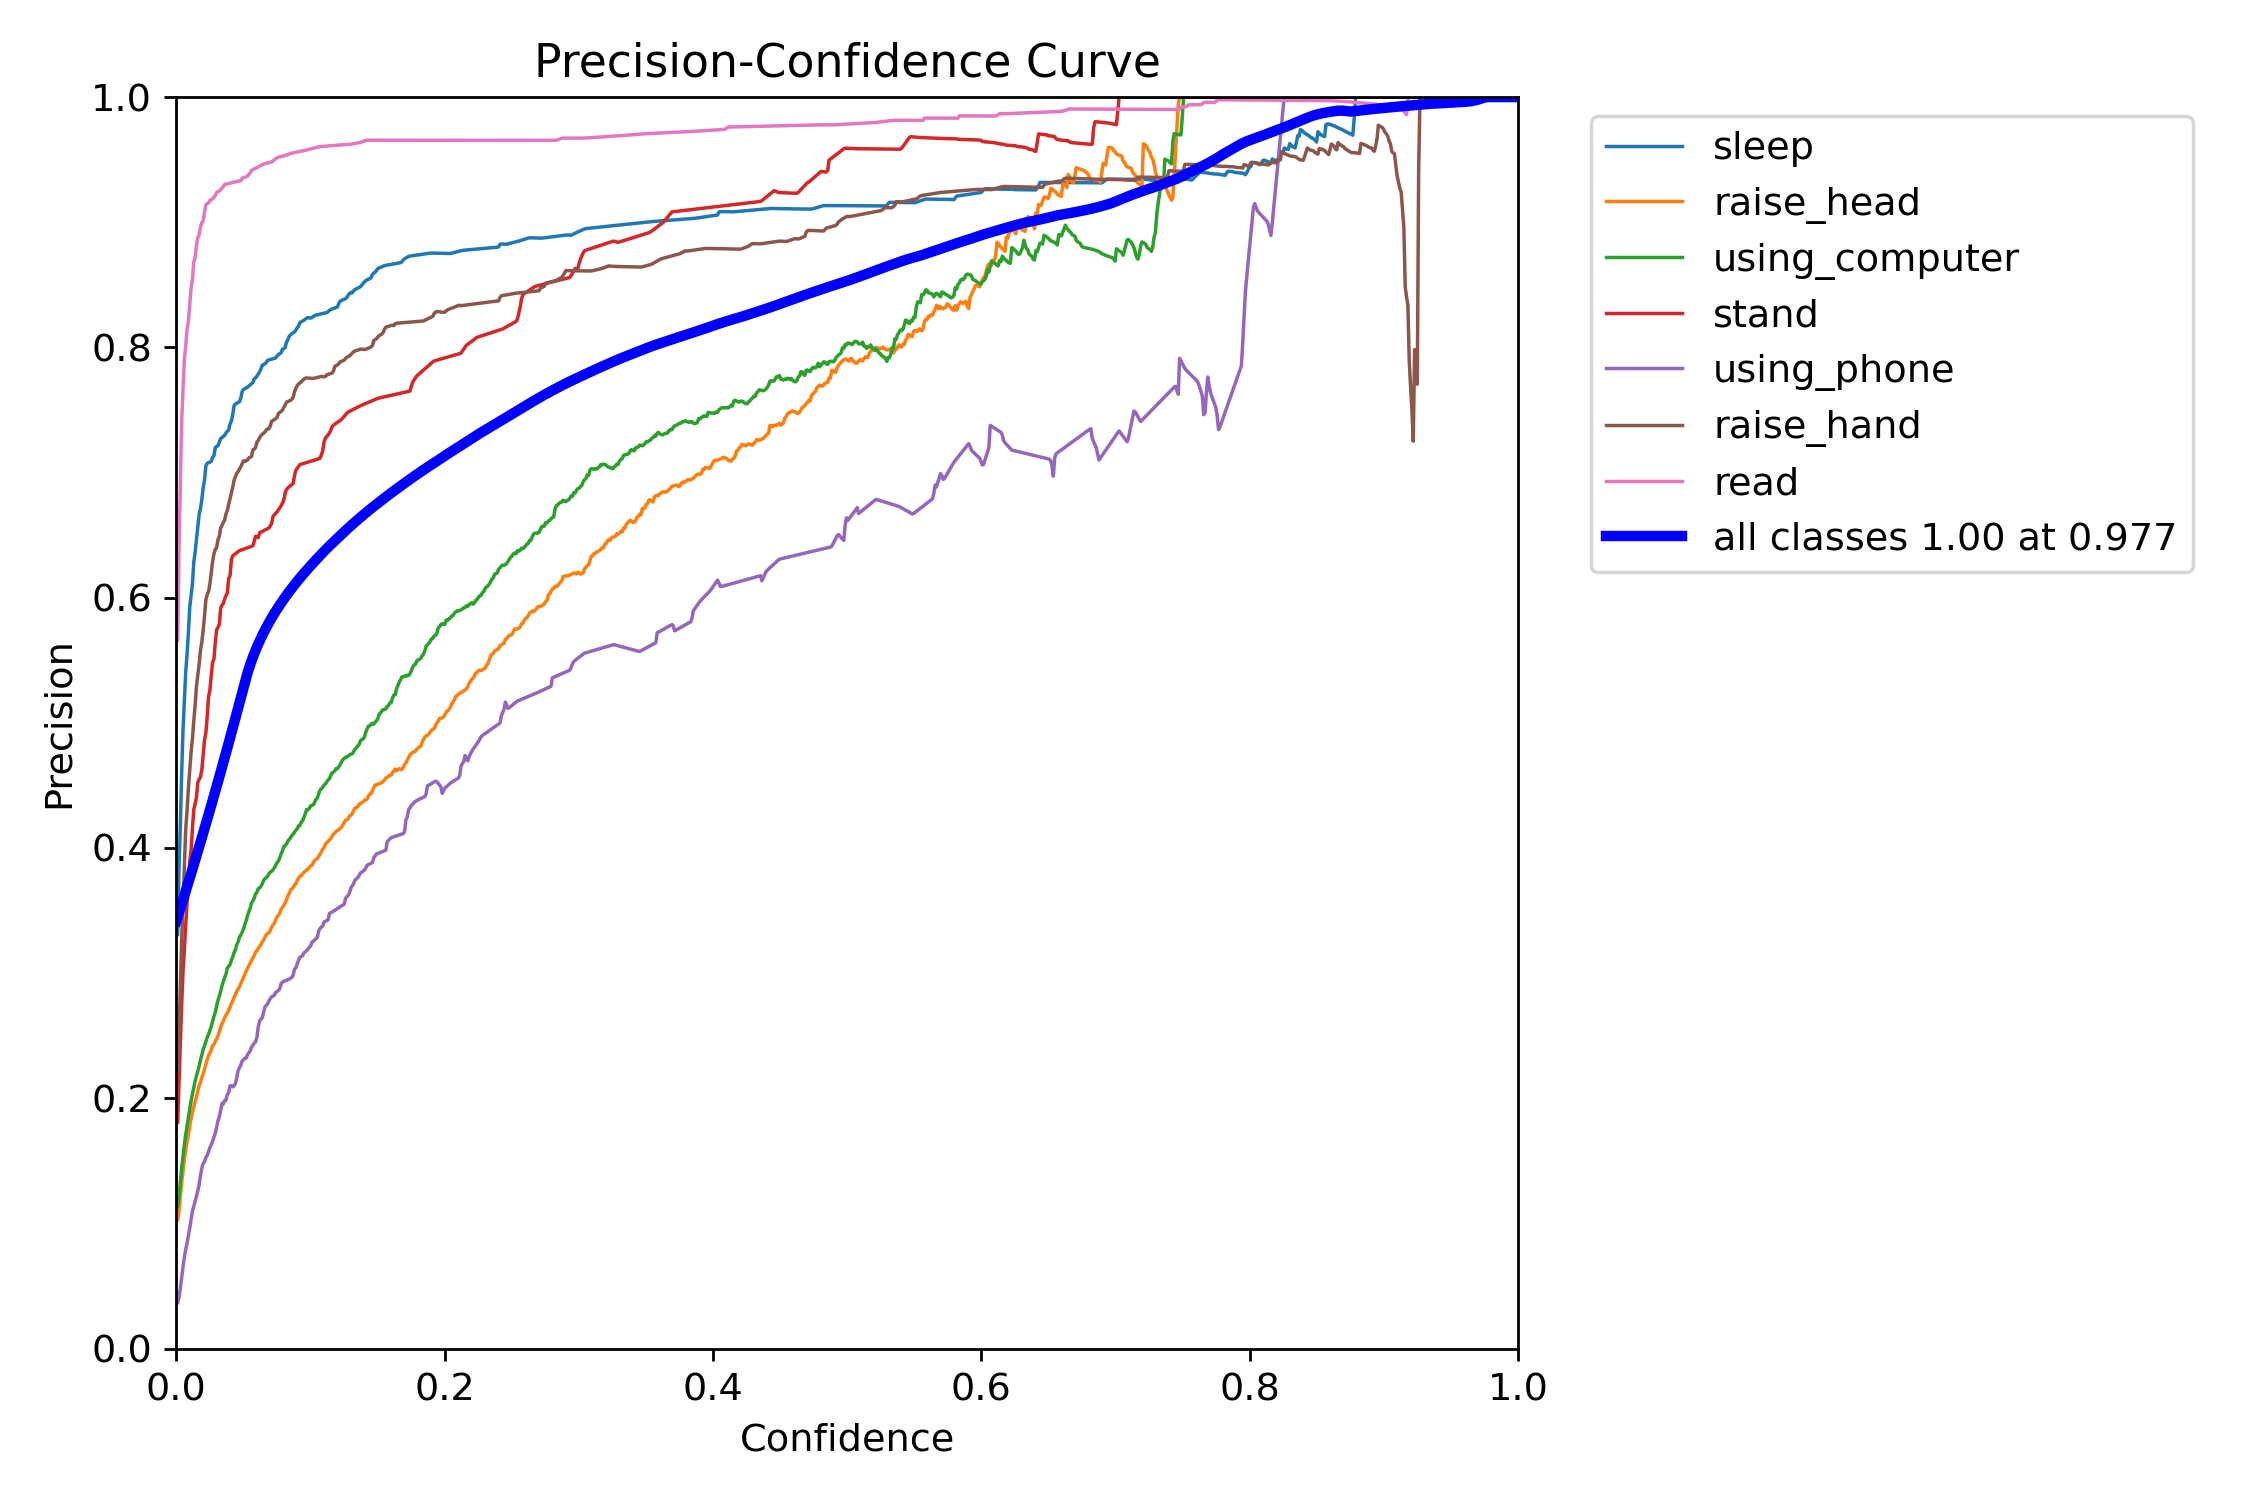 Precision-Confidence Curve
1.0
0.8
0.6
0.4
0.2
0.0
Precision
0.0 0.2 0.4 0.6 0.8 1.0
Confidence
sleep
raise_head
using_computer
stand
using_phone
raise_hand
read
all classes 1.00 at 0.977